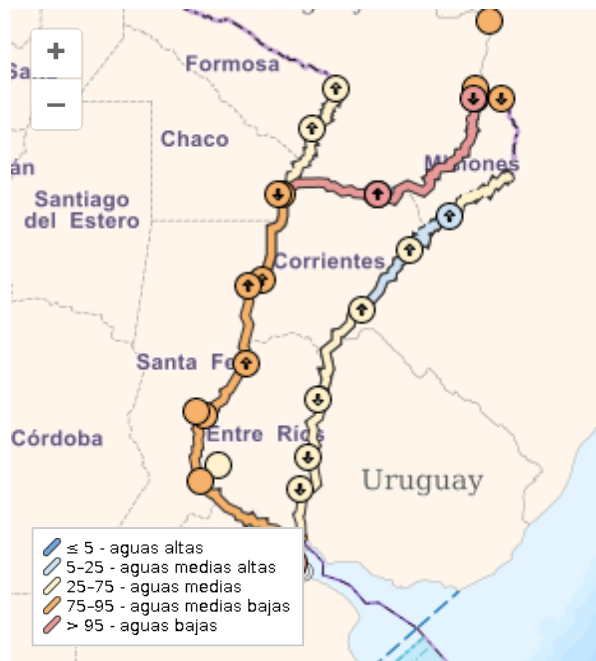 +
Formosa
−
Chaco
Misiones
Santiago
del Estero
Corrientes
Santa Fe
Entre Ríos
Córdoba
Uruguay
≤ 5 - aguas altas
5-25 - aguas medias altas
25-75 - aguas medias
75-95 - aguas medias bajas
> 95 - aguas bajas